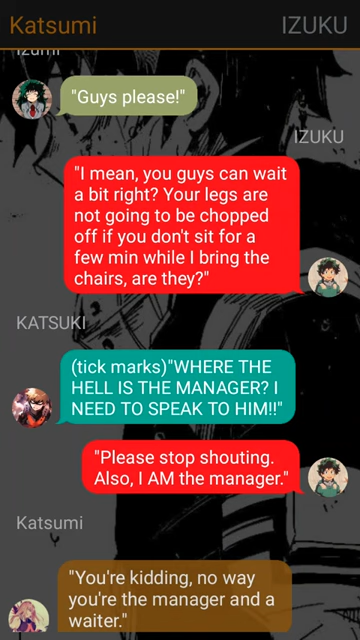 Katsumi IZUKU
Izumi
"Guys please!"
IZUKU
"I mean, you guys can wait
a bit right? Your legs are
not going to be chopped
off if you don't sit for a
few min while I bring the
chairs, are they?"
KATSUKI
(tick marks)"WHERE THE
HELL IS THE MANAGER? I
NEED TO SPEAK TO HIM!!"
"Please stop shouting.
Also, I AM the manager."
Katsumi
"You're kidding, no way
you're the manager and a
waiter."